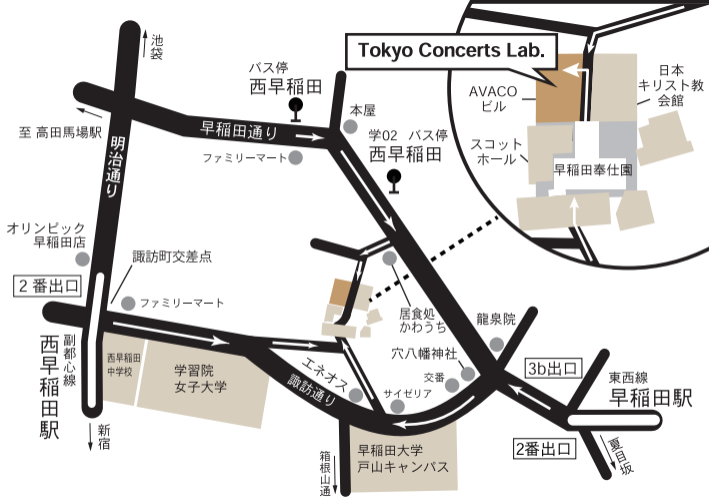 池袋
バス停
西早稲田
Tokyo Concerts Lab.
AVACO
ビル
日本
キリスト教
会館
スコット
ホール
早稲田奉仕園
至 高田馬場駅
早稲田通り
本屋
学02 バス停
西早稲田
ファミリーマート
明治通り
オリンピック
早稲田店
諏訪町交差点
2番出口
ファミリーマート
居食処
かわうち
龍泉院
穴八幡神社
交番
サイゼリア
エネオス
諏訪通り
3b出口
東西線
早稲田駅
2番出口
夏目坂
副都心線
西早稲田駅
西早稲田
中学校
学習院
女子大学
新宿
箱根山通
早稲田大学
戸山キャンパス